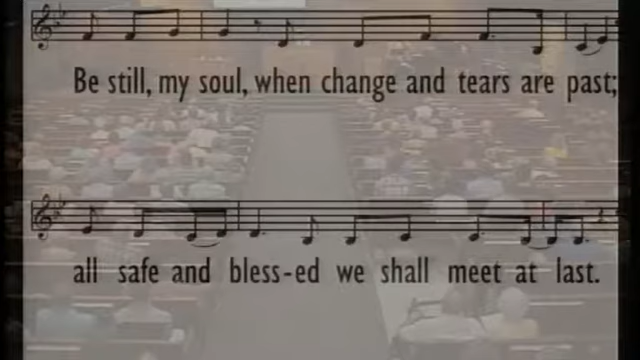 Be still, my soul, when change and tears are past;
all safe and bless-ed we shall meet at last.